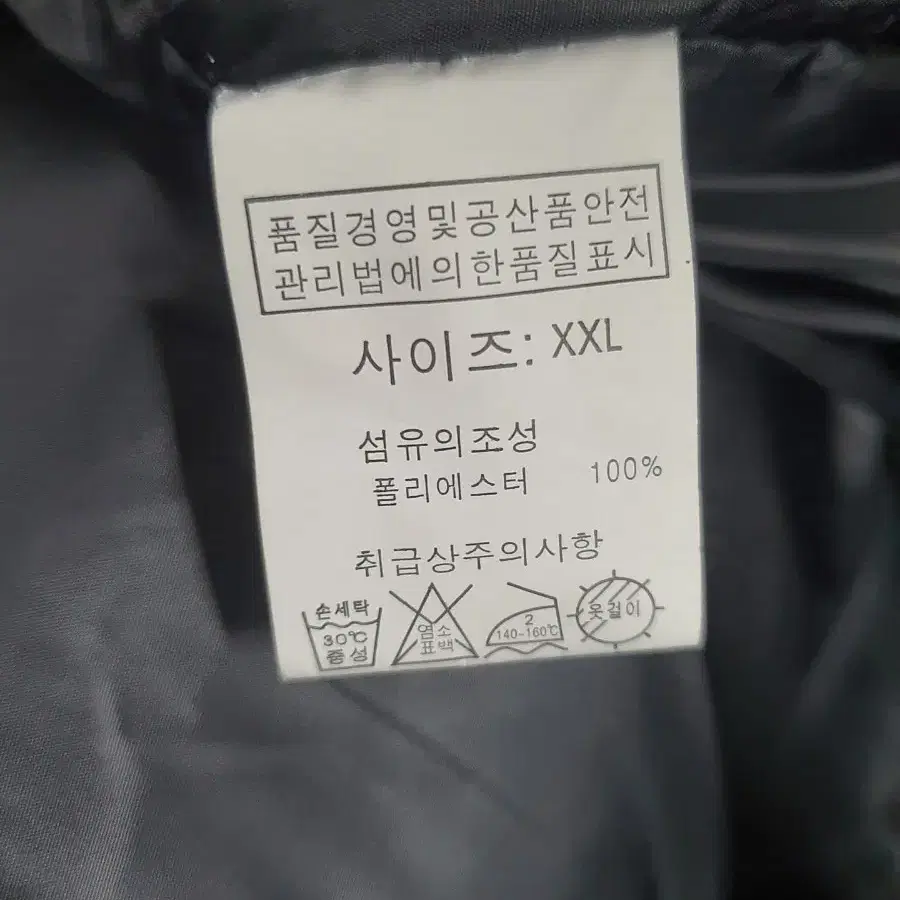 품질경영및공산품안전
관리법에의한품질표시
사이즈: XXL
섬유의조성
폴리에스터 100%
취급상주의사항
손세탁
30℃
중성
염소
표백
2
140-160℃
옷걸이